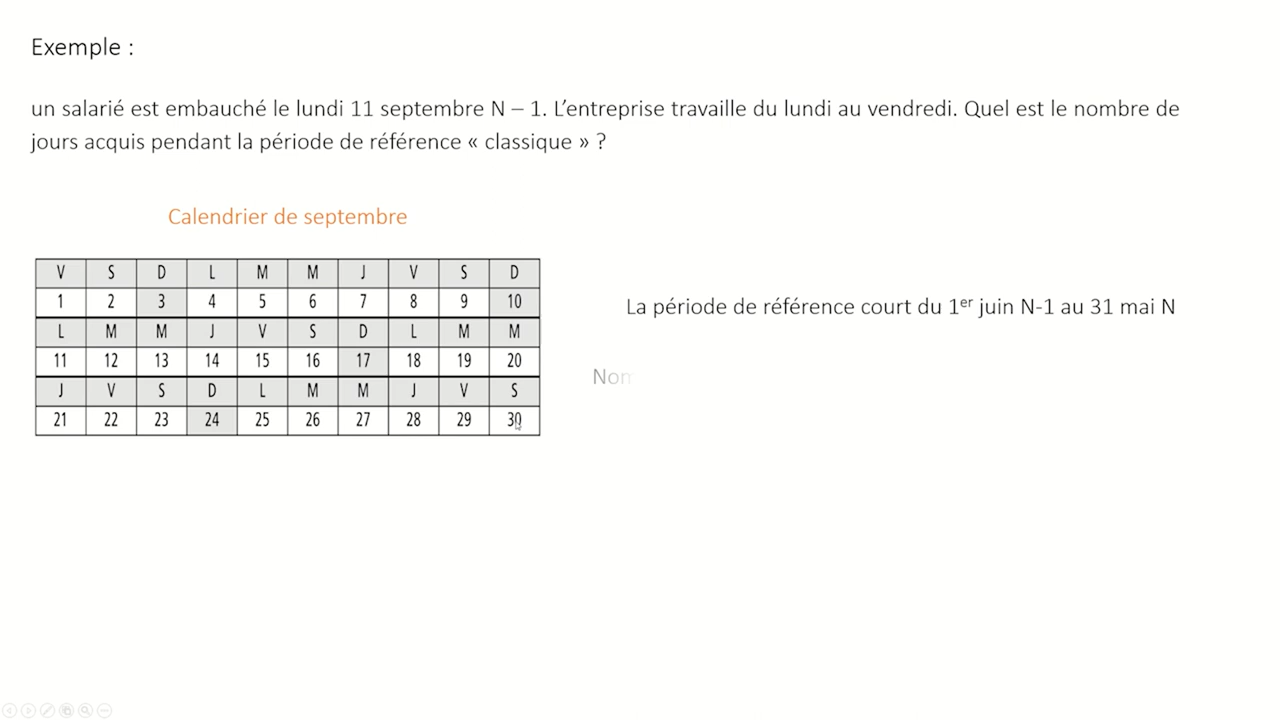 Exemple :
un salarié est embauché le lundi 11 septembre N – 1. L’entreprise travaille du lundi au vendredi. Quel est le nombre de
jours acquis pendant la période de référence « classique » ?
Calendrier de septembre
V S D L M M J V S D
1 2 3 4 5 6 7 8 9 10
L M M J V S D L M M
11 12 13 14 15 16 17 18 19 20
J V S D L M M J V S
21 22 23 24 25 26 27 28 29 30
La période de référence court du 1er juin N-1 au 31 mai N
Nom